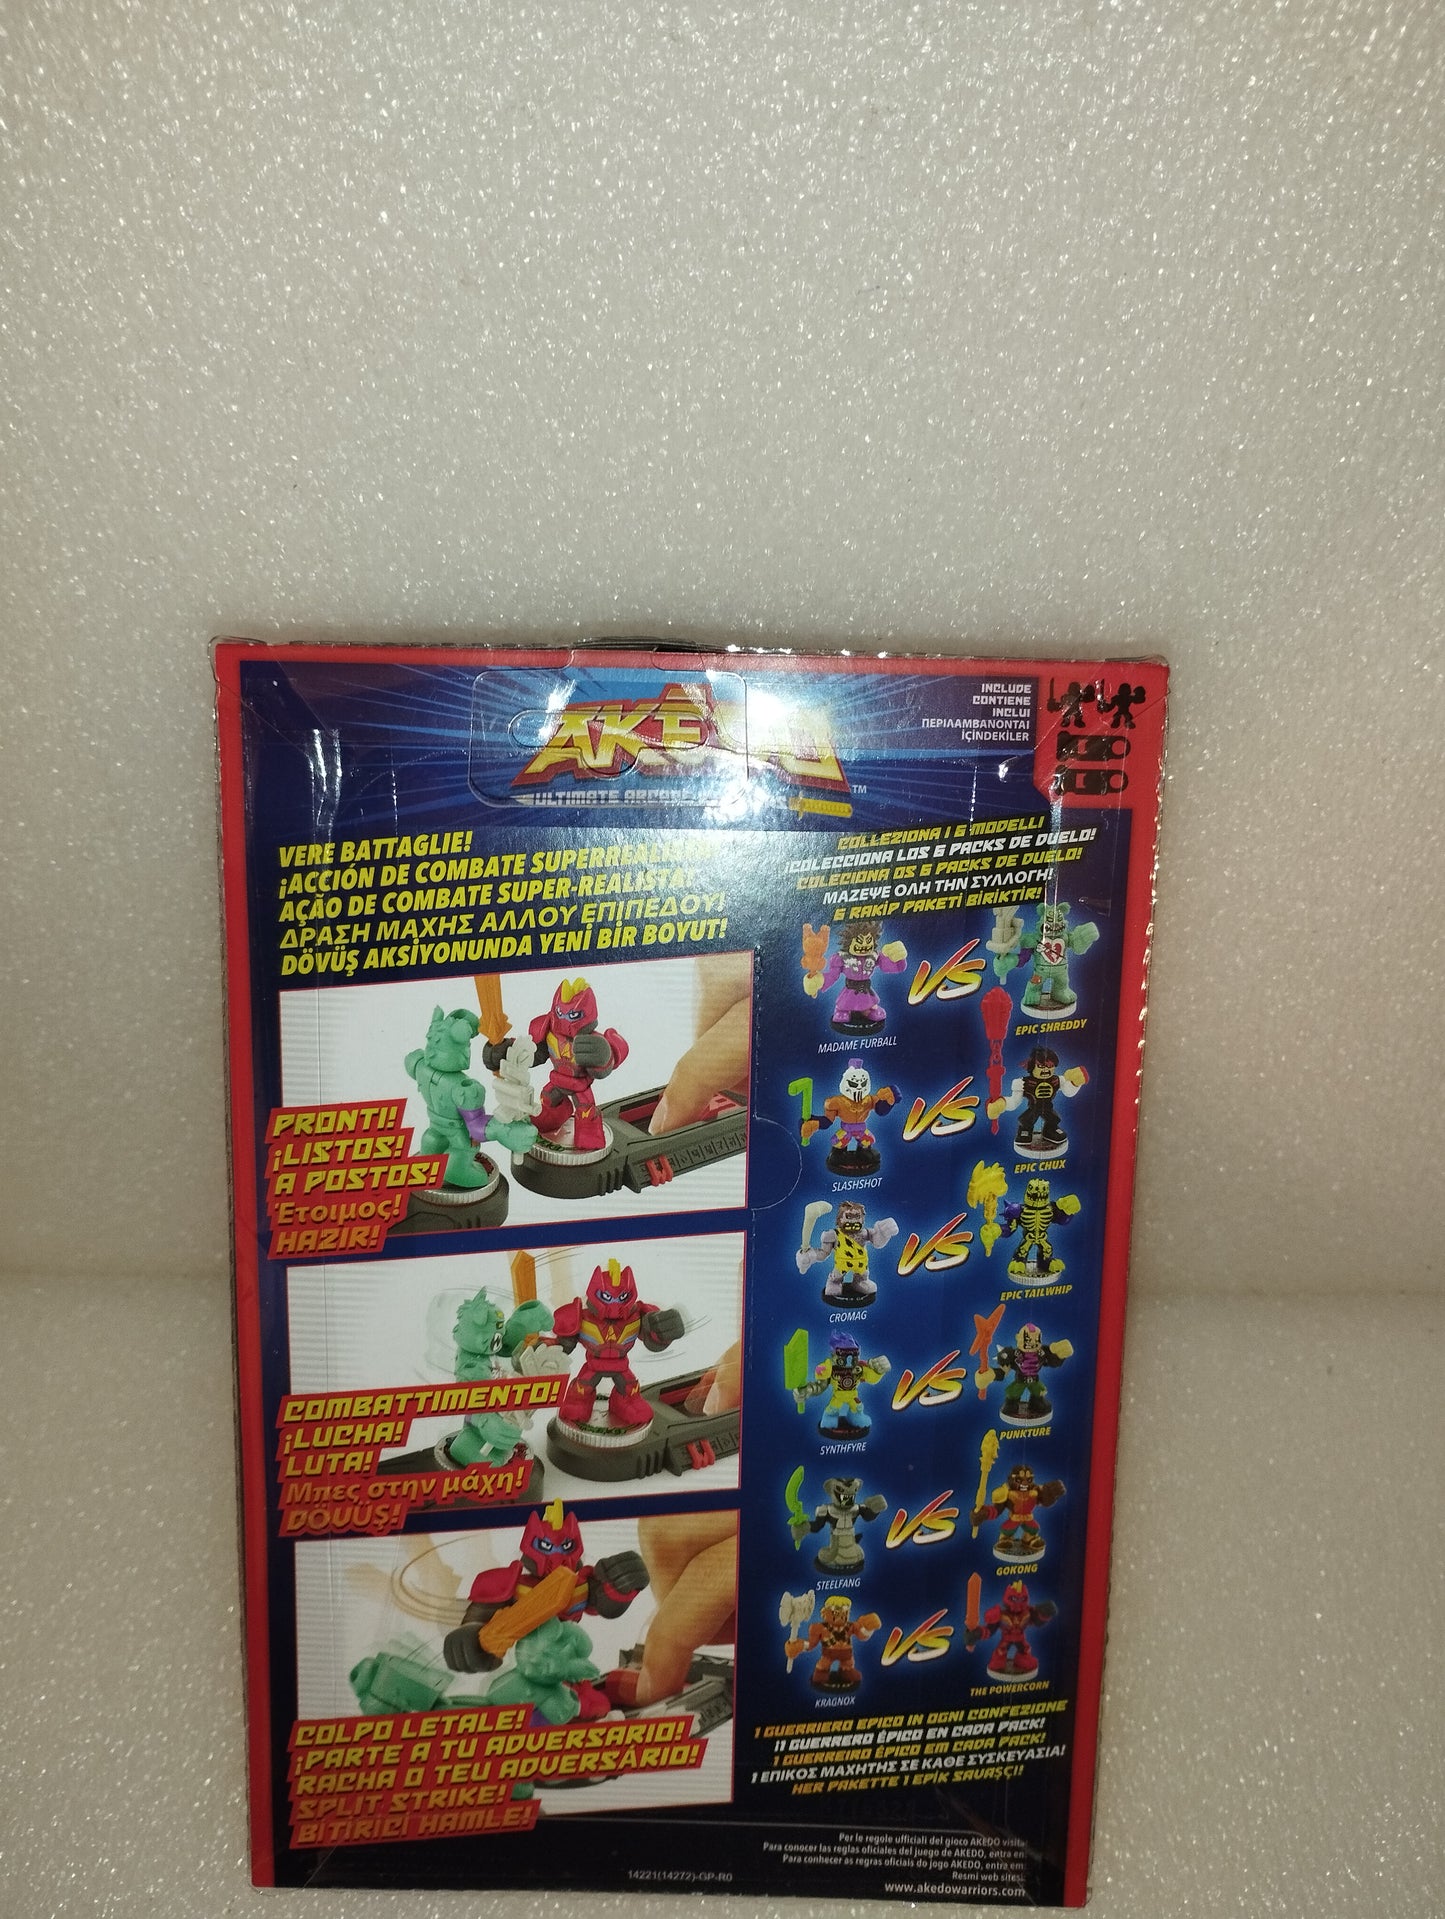 AKEDO
ULTIMATE ARCADE
TM
INCLUDE
CONTIENE
INCLUI
ΠΕΡΙΛΑΜΒΑΝΟΝΤΑΙ
İÇİNDEKİLER
VERE BATTAGLIE!
¡ACCIÓN DE COMBATE SUPERREALISTA!
AÇÃO DE COMBATE SUPER-REALISTA!
ΔΡΑΣΗ ΜΑΧΗΣ ΑΛΛΟΥ ΕΠΙΠΕΔΟΥ!
DÖVÜŞ AKSİYONUNDA YENİ BİR BOYUT!
PRONTI!
¡LISTOS!
A POSTOS!
Έτοιμος!
HAZIR!
COMBATTIMENTO!
¡LUCHA!
LUTA!
Μπες στην μάχη!
DÖVÜŞ!
COLPO LETALE!
¡PARTE A TU ADVERSARIO!
RACHA O TEU ADVERSÁRIO!
SPLIT STRIKE!
BİTİRİCİ HAMLE!
COLLEZIONA I 6 MODELLI
¡COLECCIONA LOS 6 PACKS DE DUELO!
COLECIONA OS 6 PACKS DE DUELO!
ΜΑΖΕΨΕ ΟΛΗ ΤΗΝ ΣΥΛΛΟΓΗ!
6 RAKİP PAKETİ BİRİKTİR!
VS
MADAME FURBALL
EPIC SHREDDY
VS
SLASHSHOT
EPIC CHUX
VS
CROMAG
EPIC TAILWHIP
VS
SYNTHFYRE
PUNKTURE
VS
STEELFANG
GOKONG
VS
KRAGNOX
THE POWERCORN
1 GUERRIERO EPICO IN OGNI CONFEZIONE
¡1 GUERRERO ÉPICO EN CADA PACK!
1 GUERREIRO ÉPICO EM CADA PACK!
1 ΕΠΙΚΟΣ ΜΑΧΗΤΗΣ ΣΕ ΚΑΘΕ ΣΥΣΚΕΥΑΣΙΑ!
HER PAKETTE 1 EPİK SAVAŞÇI!
Per le regole ufficiali del gioco AKEDO visita:
Para conocer las reglas oficiales del juego de AKEDO, entra en:
Para conhecer as regras oficiais do jogo AKEDO, entra em:
Resmi web sitesi:
www.akedowarriors.com
14221(14272)-GP-R0